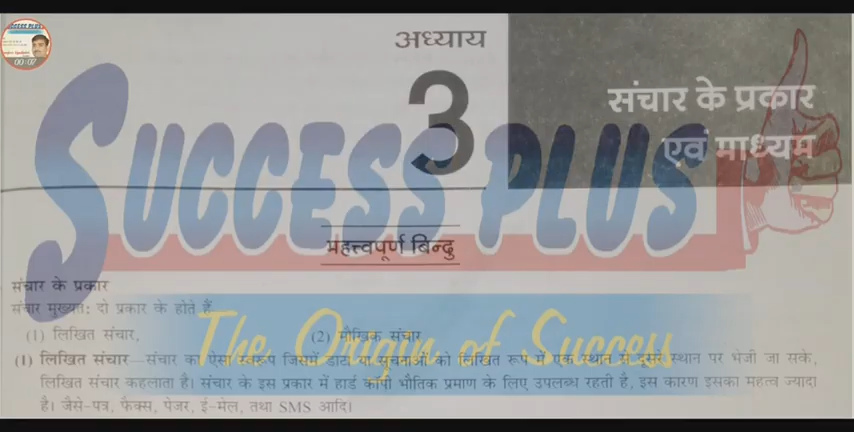 SUCCESS PLUS
00:07
अध्याय
3
संचार के प्रकार
एवं माध्यम
SUCCESS PLUS
महत्त्वपूर्ण बिन्दु
संचार के प्रकार
संचार मुख्यतः दो प्रकार के होते हैं
(1) लिखित संचार, (2) मौखिक संचार
The Origin of Success
(1) लिखित संचार—संचार का ऐसा स्वरूप जिसमें डाटा या सूचनाओं को लिखित रूप में एक स्थान से दूसरे स्थान पर भेजी जा सके,
लिखित संचार कहलाता है। संचार के इस प्रकार में हार्ड कॉपी भौतिक प्रमाण के लिए उपलब्ध रहती है, इस कारण इसका महत्व ज्यादा
है। जैसे-पत्र, फैक्स, पेजर, ई-मेल, तथा SMS आदि।